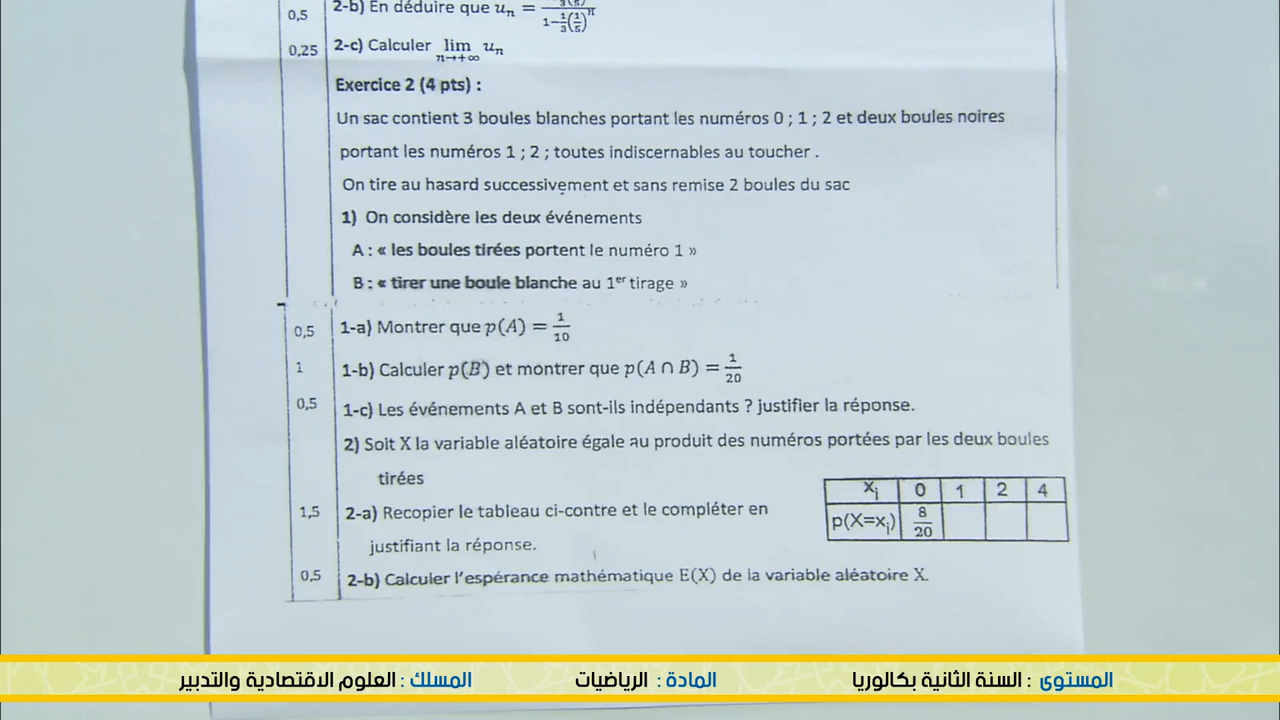 0,5 2-b) En déduire que uₙ = /(1−1/3(1/5)ⁿ)
0,25 2-c) Calculer lim n→+∞ uₙ
Exercice 2 (4 pts) :
Un sac contient 3 boules blanches portant les numéros 0 ; 1 ; 2 et deux boules noires
portant les numéros 1 ; 2 ; toutes indiscernables au toucher .
On tire au hasard successivement et sans remise 2 boules du sac
1) On considère les deux événements
A : « les boules tirées portent le numéro 1 »
B : « tirer une boule blanche au 1er tirage »
0,5 1-a) Montrer que p(A) = 1/10
1 1-b) Calculer p(B) et montrer que p(A ∩ B) = 1/20
0,5 1-c) Les événements A et B sont-ils indépendants ? justifier la réponse.
2) Soit X la variable aléatoire égale au produit des numéros portées par les deux boules
tirées
1,5 2-a) Recopier le tableau ci-contre et le compléter en
justifiant la réponse.
xi 0 1 2 4
p(X=xi) 8/20
0,5 2-b) Calculer l'espérance mathématique E(X) de la variable aléatoire X.
المستوى : السنة الثانية بكالوريا المادة : الرياضيات المسلك : العلوم الاقتصادية والتدبير